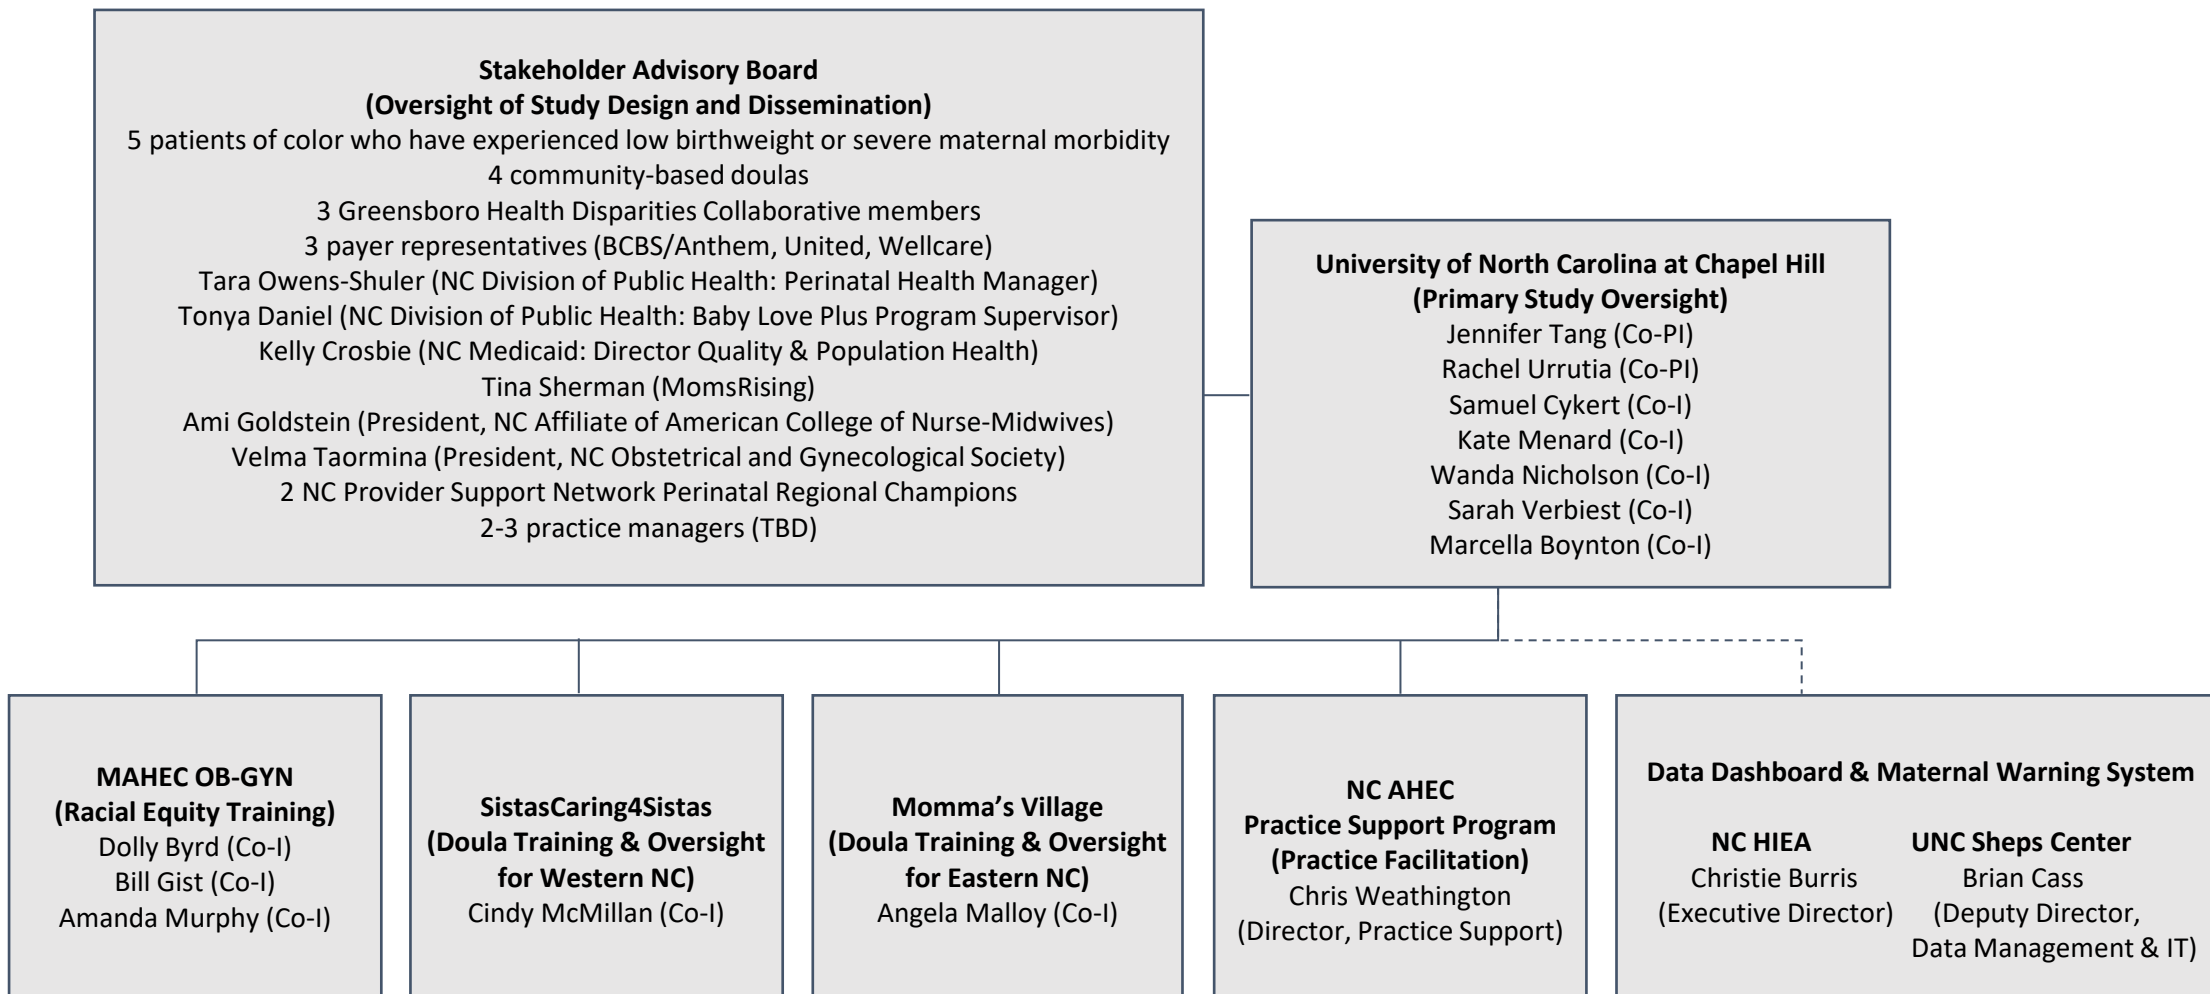 Stakeholder Advisory Board
(Oversight of Study Design and Dissemination)
5 patients of color who have experienced low birthweight or severe maternal morbidity
4 community-based doulas
3 Greensboro Health Disparities Collaborative members
3 payer representatives (BCBS/Anthem, United, Wellcare)
Tara Owens-Shuler (NC Division of Public Health: Perinatal Health Manager)
Tonya Daniel (NC Division of Public Health: Baby Love Plus Program Supervisor)
Kelly Crosbie (NC Medicaid: Director Quality & Population Health)
Tina Sherman (MomsRising)
Ami Goldstein (President, NC Affiliate of American College of Nurse-Midwives)
Velma Taormina (President, NC Obstetrical and Gynecological Society)
2 NC Provider Support Network Perinatal Regional Champions
2-3 practice managers (TBD)
University of North Carolina at Chapel Hill
(Primary Study Oversight)
Jennifer Tang (Co-PI)
Rachel Urrutia (Co-PI)
Samuel Cykert (Co-I)
Kate Menard (Co-I)
Wanda Nicholson (Co-I)
Sarah Verbiest (Co-I)
Marcella Boynton (Co-I)
MAHEC OB-GYN
(Racial Equity Training)
Dolly Byrd (Co-I)
Bill Gist (Co-I)
Amanda Murphy (Co-I)
SistasCaring4Sistas
(Doula Training & Oversight
for Western NC)
Cindy McMillan (Co-I)
Momma's Village
(Doula Training & Oversight
for Eastern NC)
Angela Malloy (Co-I)
NC AHEC
Practice Support Program
(Practice Facilitation)
Chris Weathington
(Director, Practice Support)
Data Dashboard & Maternal Warning System
NC HIEA
Christie Burris
(Executive Director)
UNC Sheps Center
Brian Cass
(Deputy Director,
Data Management & IT)